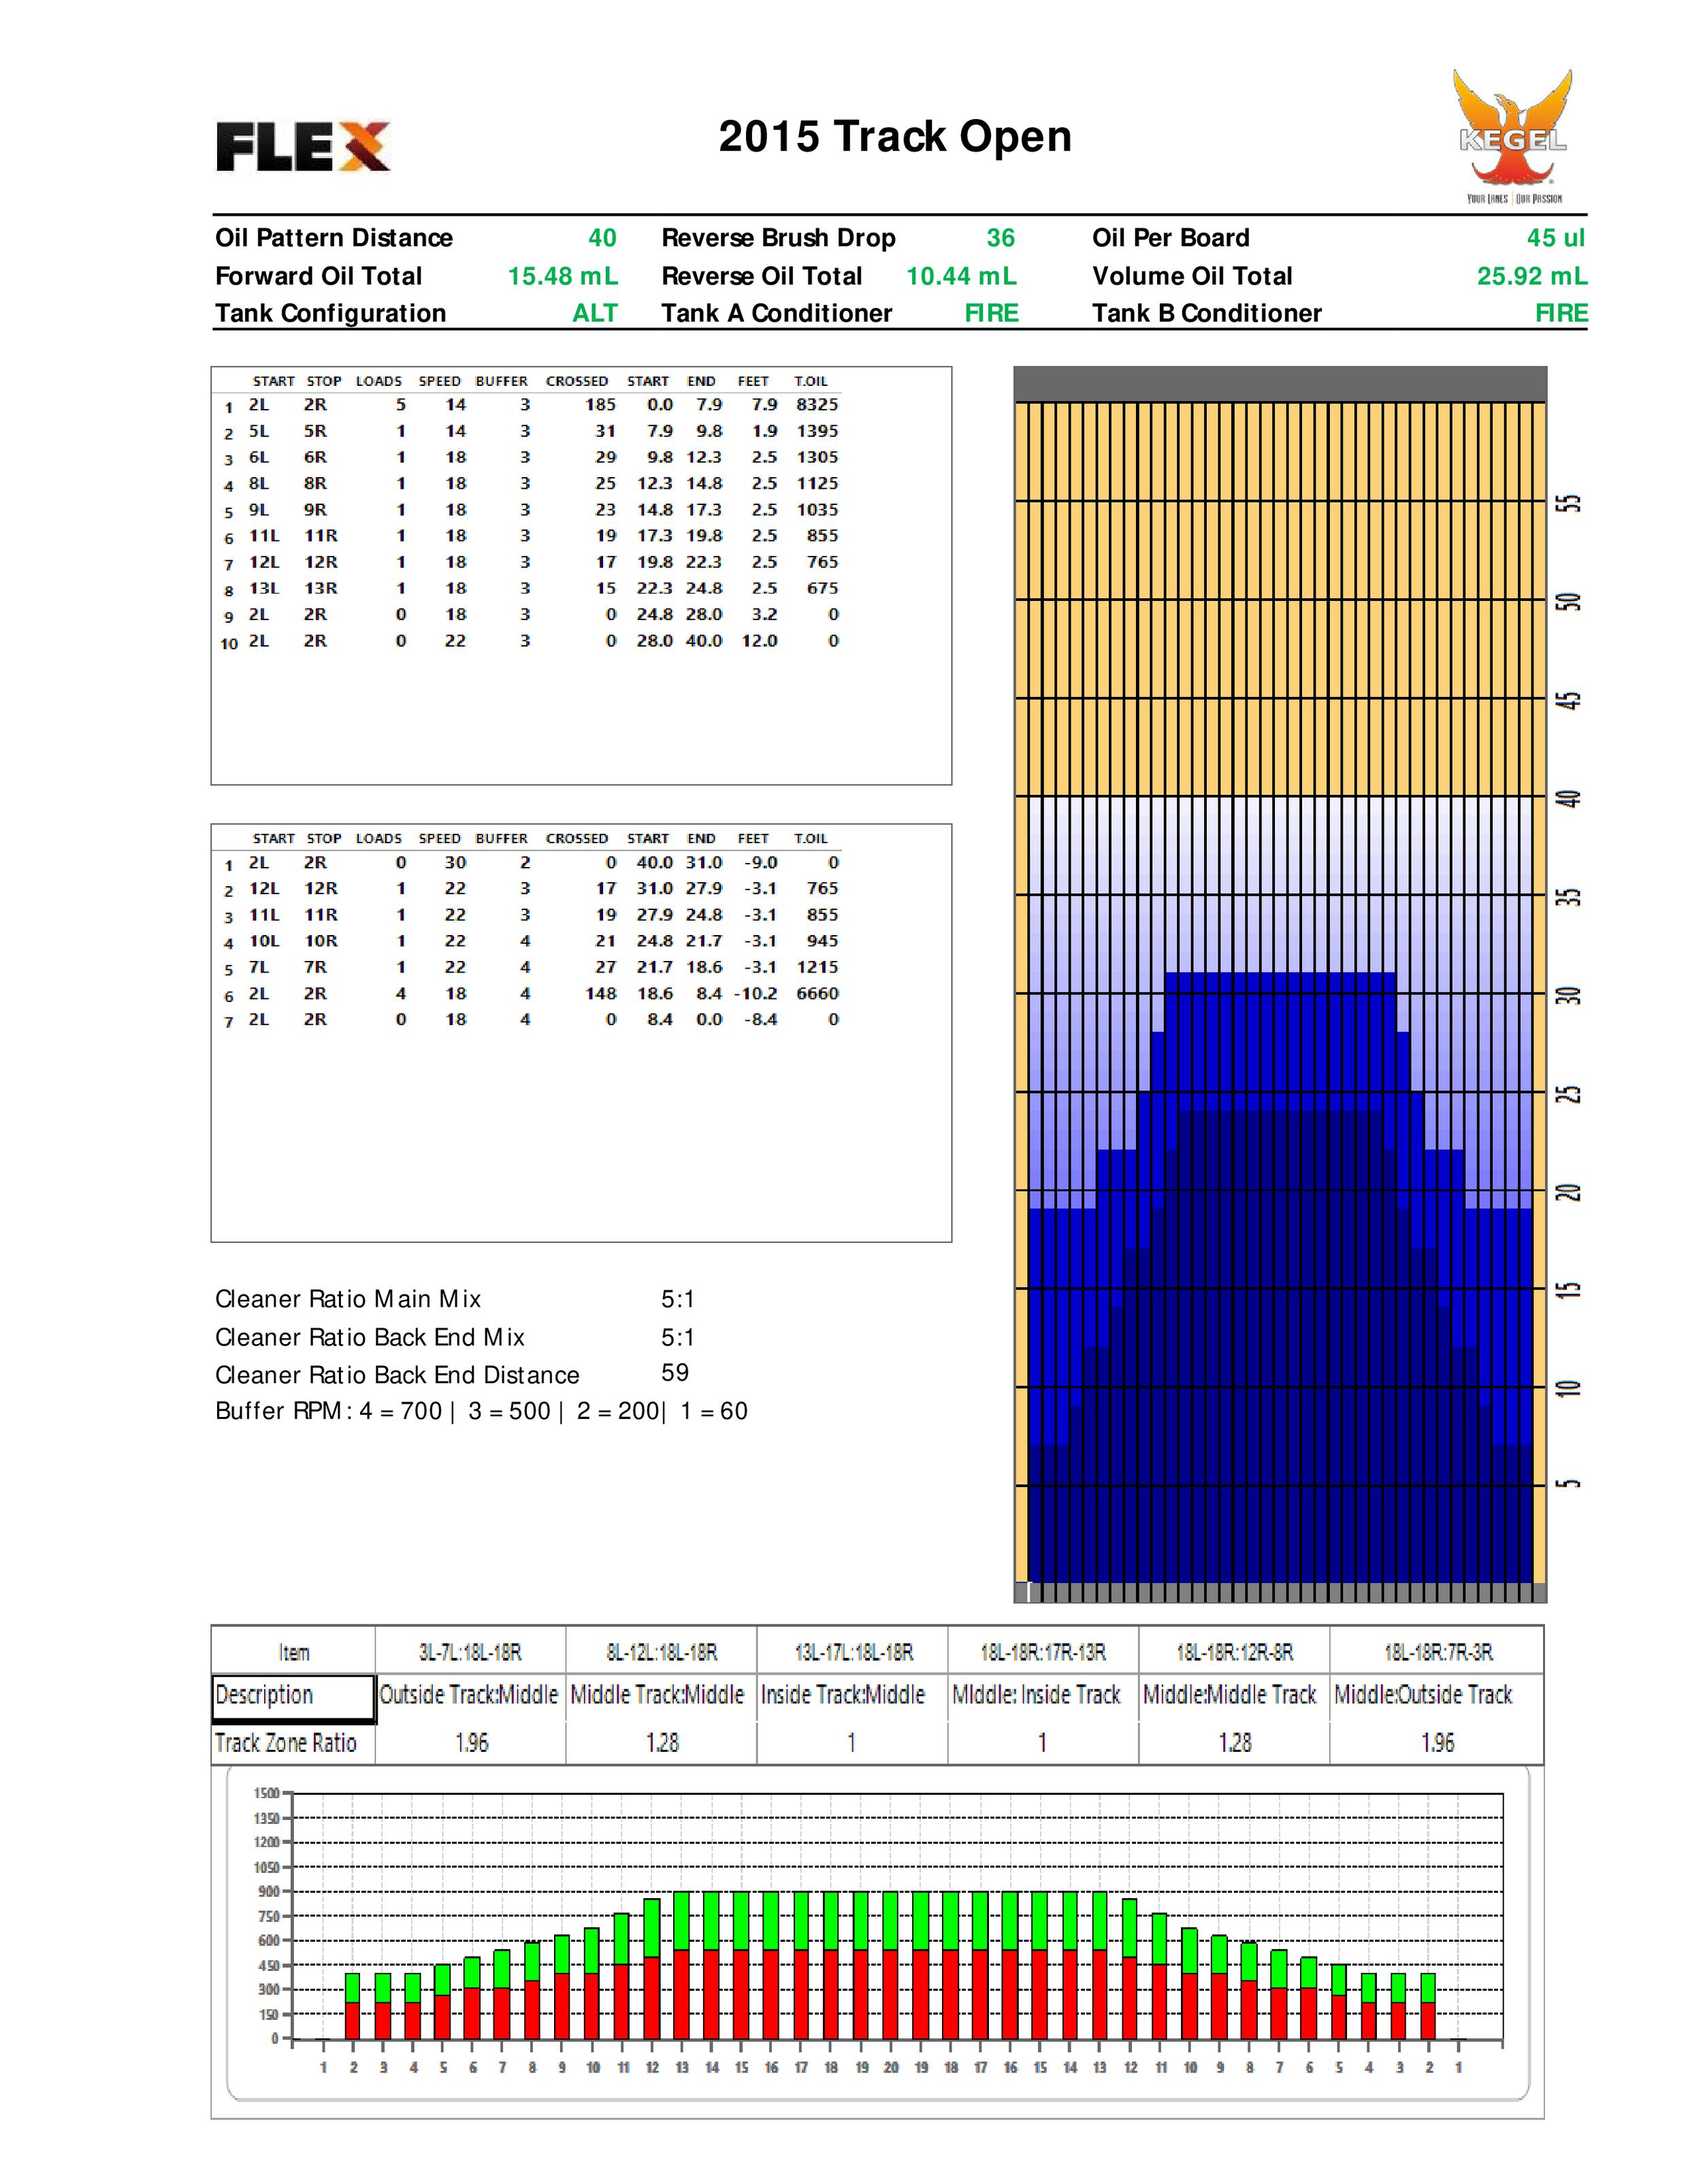 FLEX
2015 Track Open
KEGEL
YOUR LANES | OUR PASSION
Oil Pattern Distance 40 Reverse Brush Drop 36 Oil Per Board 45 ul
Forward Oil Total 15.48 mL Reverse Oil Total 10.44 mL Volume Oil Total 25.92 mL
Tank Configuration ALT Tank A Conditioner FIRE Tank B Conditioner FIRE
START STOP LOADS SPEED BUFFER CROSSED START END FEET T.OIL
1 2L 2R 5 14 3 185 0.0 7.9 7.9 8325
2 5L 5R 1 14 3 31 7.9 9.8 1.9 1395
3 6L 6R 1 18 3 29 9.8 12.3 2.5 1305
4 8L 8R 1 18 3 25 12.3 14.8 2.5 1125
5 9L 9R 1 18 3 23 14.8 17.3 2.5 1035
6 11L 11R 1 18 3 19 17.3 19.8 2.5 855
7 12L 12R 1 18 3 17 19.8 22.3 2.5 765
8 13L 13R 1 18 3 15 22.3 24.8 2.5 675
9 2L 2R 0 18 3 0 24.8 28.0 3.2 0
10 2L 2R 0 22 3 0 28.0 40.0 12.0 0
START STOP LOADS SPEED BUFFER CROSSED START END FEET T.OIL
1 2L 2R 0 30 2 0 40.0 31.0 -9.0 0
2 12L 12R 1 22 3 17 31.0 27.9 -3.1 765
3 11L 11R 1 22 3 19 27.9 24.8 -3.1 855
4 10L 10R 1 22 4 21 24.8 21.7 -3.1 945
5 7L 7R 1 22 4 27 21.7 18.6 -3.1 1215
6 2L 2R 4 18 4 148 18.6 8.4 -10.2 6660
7 2L 2R 0 18 4 0 8.4 0.0 -8.4 0
Cleaner Ratio Main Mix 5:1
Cleaner Ratio Back End Mix 5:1
Cleaner Ratio Back End Distance 59
Buffer RPM: 4 = 700 | 3 = 500 | 2 = 200| 1 = 60
55
50
45
40
35
30
25
20
15
10
5
Item 3L-7L:18L-18R 8L-12L:18L-18R 13L-17L:18L-18R 18L-18R:17R-13R 18L-18R:12R-8R 18L-18R:7R-3R
Description Outside Track:Middle Middle Track:Middle Inside Track:Middle MIddle: Inside Track Middle:Middle Track Middle:Outside Track
Track Zone Ratio 1.96 1.28 1 1 1.28 1.96
1500
1350
1200
1050
900
750
600
450
300
150
0
1 2 3 4 5 6 7 8 9 10 11 12 13 14 15 16 17 18 19 20 19 18 17 16 15 14 13 12 11 10 9 8 7 6 5 4 3 2 1